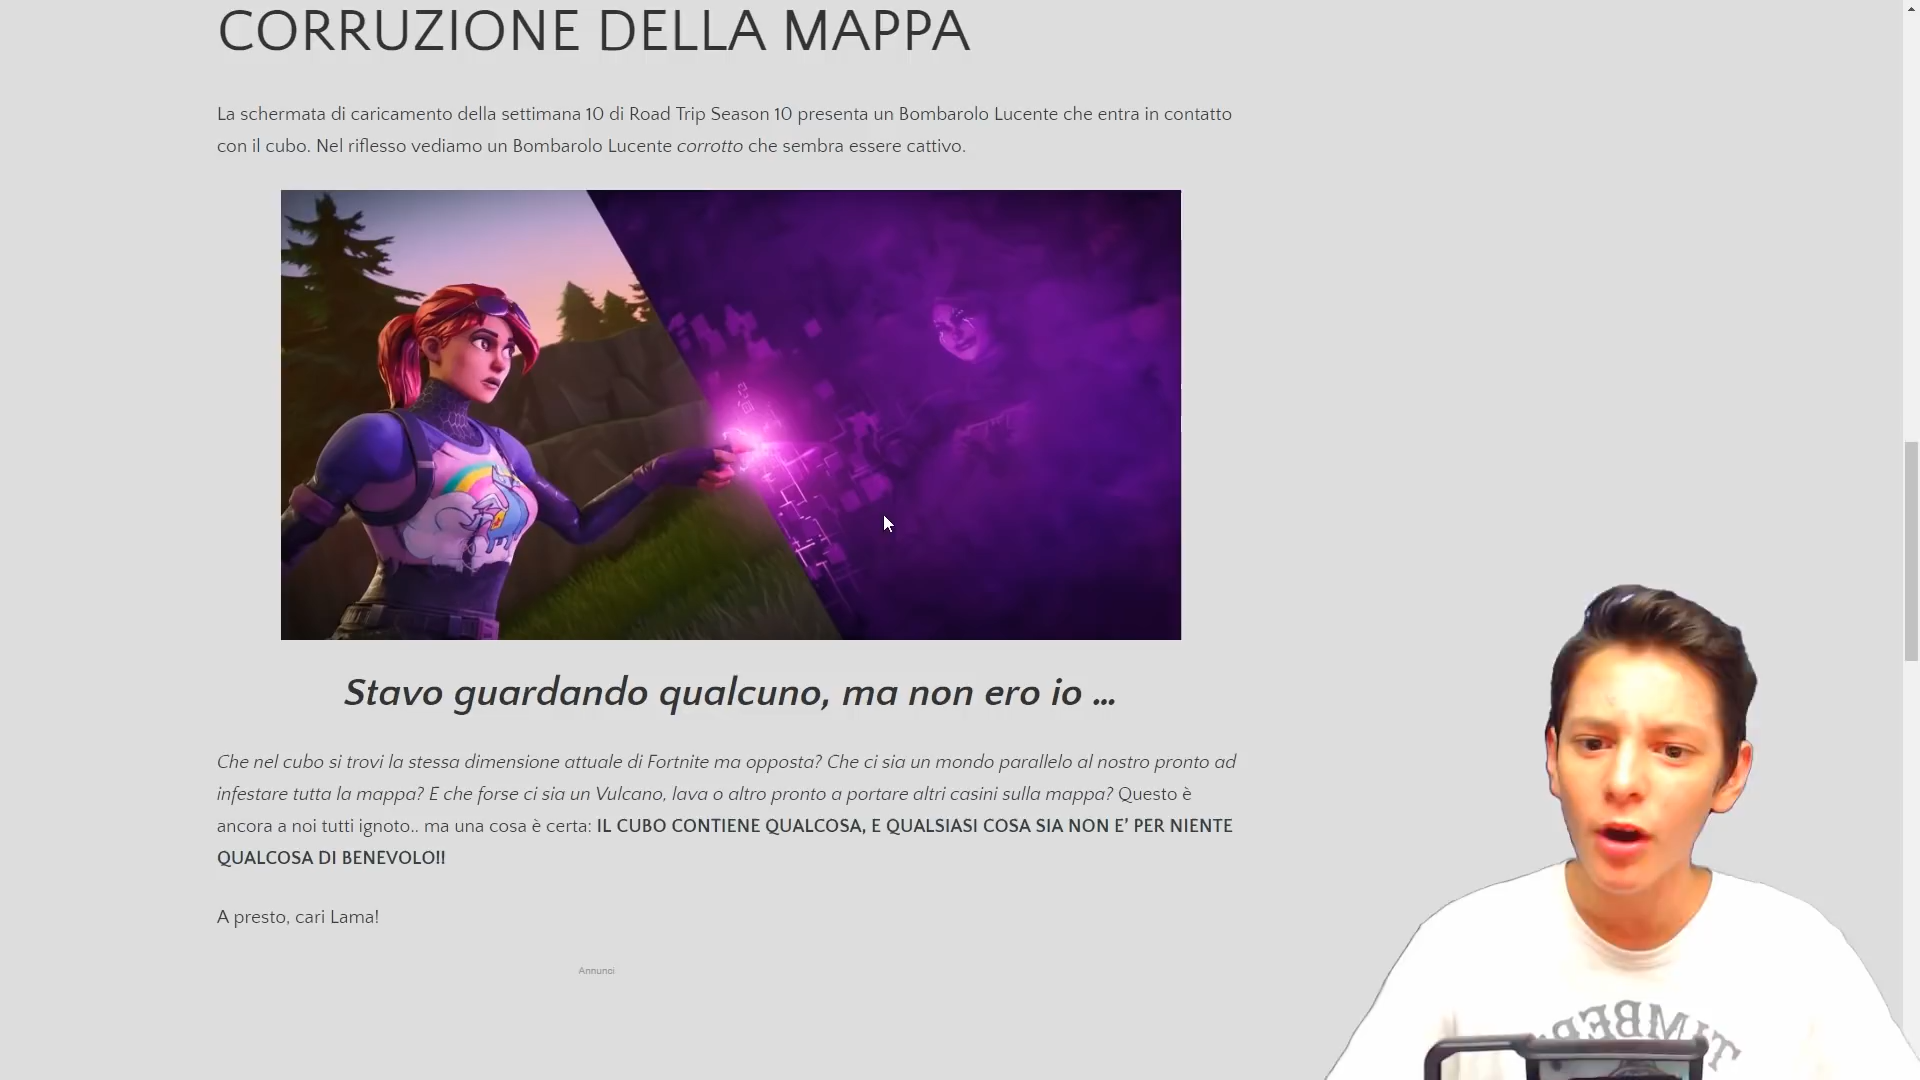 CORRUZIONE DELLA MAPPA
La schermata di caricamento della settimana 10 di Road Trip Season 10 presenta un Bombarolo Lucente che entra in contatto
con il cubo. Nel riflesso vediamo un Bombarolo Lucente corrotto che sembra essere cattivo.
Stavo guardando qualcuno, ma non ero io ...
Che nel cubo si trovi la stessa dimensione attuale di Fortnite ma opposta? Che ci sia un mondo parallelo al nostro pronto ad
infestare tutta la mappa? E che forse ci sia un Vulcano, lava o altro pronto a portare altri casini sulla mappa? Questo è
ancora a noi tutti ignoto.. ma una cosa è certa: IL CUBO CONTIENE QUALCOSA, E QUALSIASI COSA SIA NON E' PER NIENTE
QUALCOSA DI BENEVOLO!!
A presto, cari Lama!
Annunci